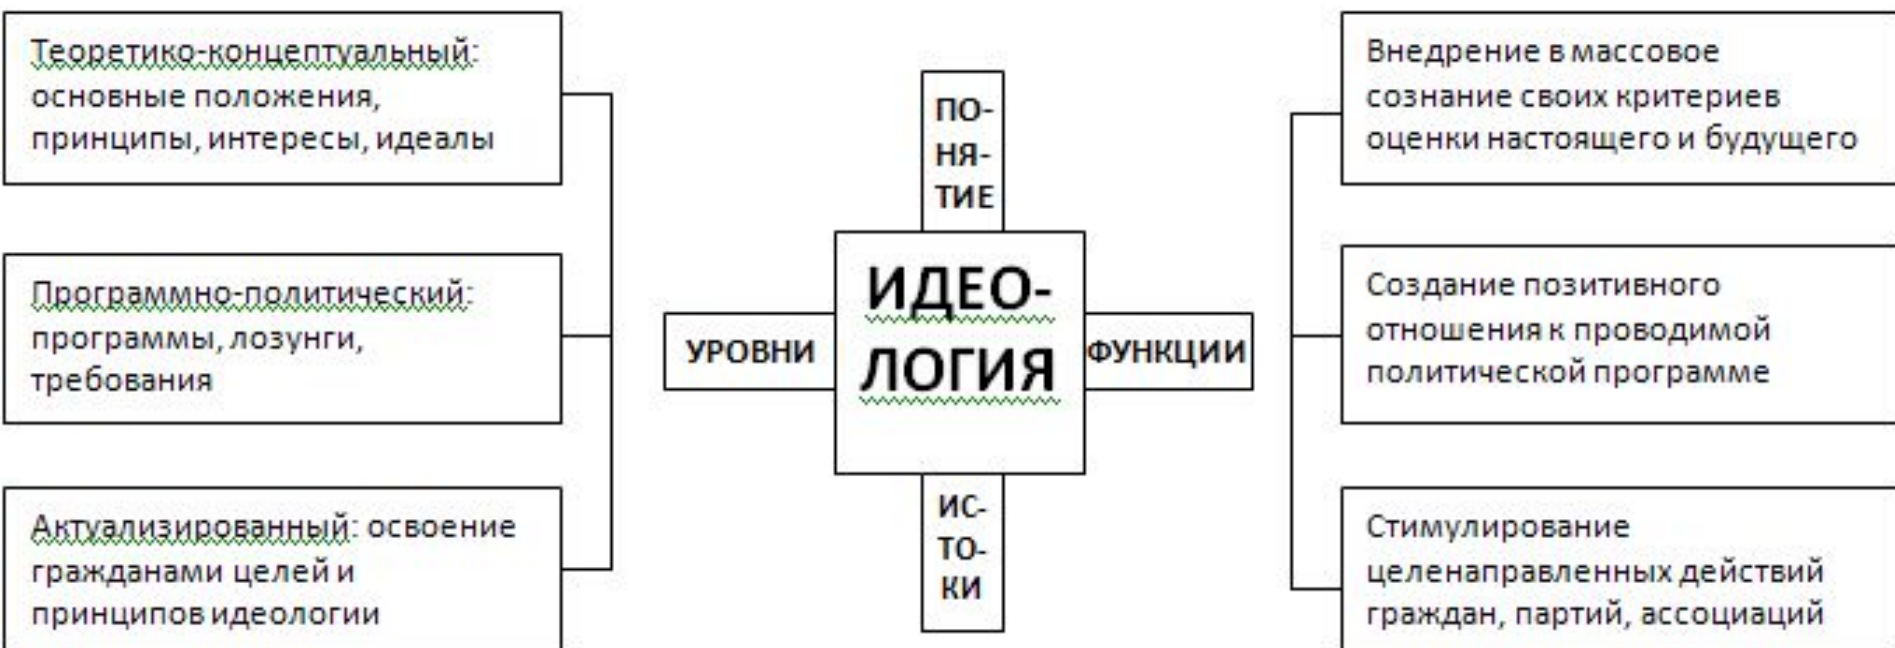 Теоретико-концептуальный:
основные положения,
принципы, интересы, идеалы
Программно-политический:
программы, лозунги,
требования
Актуализированный: освоение
гражданами целей и
принципов идеологии
ПО-
НЯ-
ТИЕ
УРОВНИ
ИДЕО-
ЛОГИЯ
ФУНКЦИИ
ИС-
ТО-
КИ
Внедрение в массовое
сознание своих критериев
оценки настоящего и будущего
Создание позитивного
отношения к проводимой
политической программе
Стимулирование
целенаправленных действий
граждан, партий, ассоциаций